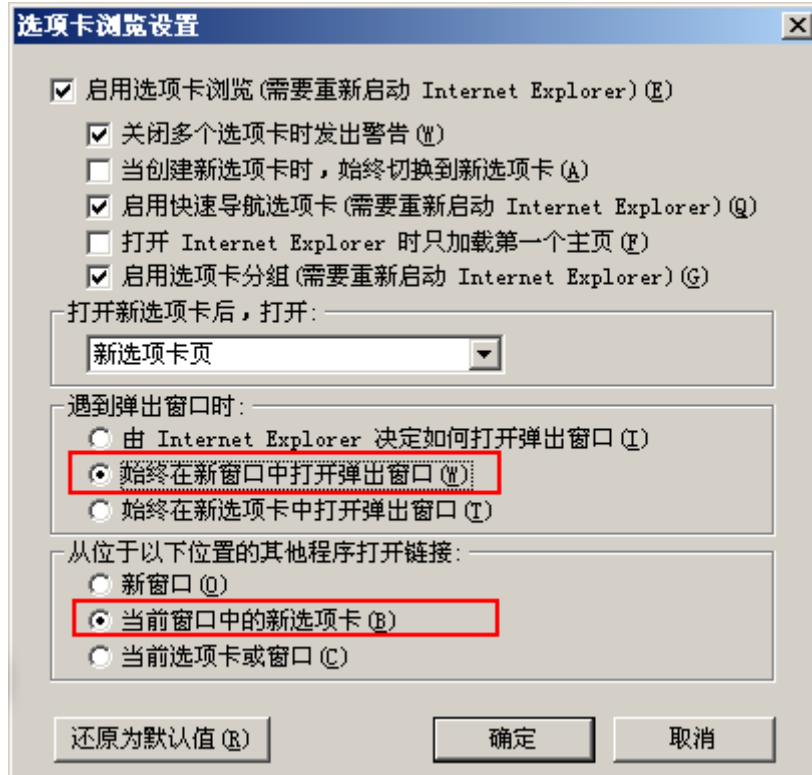 选项卡浏览设置
启用选项卡浏览(需要重新启动 Internet Explorer)(E)
关闭多个选项卡时发出警告(W)
当创建新选项卡时，始终切换到新选项卡(A)
启用快速导航选项卡(需要重新启动 Internet Explorer)(Q)
打开 Internet Explorer 时只加载第一个主页(F)
启用选项卡分组(需要重新启动 Internet Explorer)(G)
打开新选项卡后，打开:
新选项卡页
遇到弹出窗口时:
由 Internet Explorer 决定如何打开弹出窗口(I)
始终在新窗口中打开弹出窗口(W)
始终在新选项卡中打开弹出窗口(T)
从位于以下位置的其他程序打开链接:
新窗口(O)
当前窗口中的新选项卡(B)
当前选项卡或窗口(C)
还原为默认值(R) 确定 取消